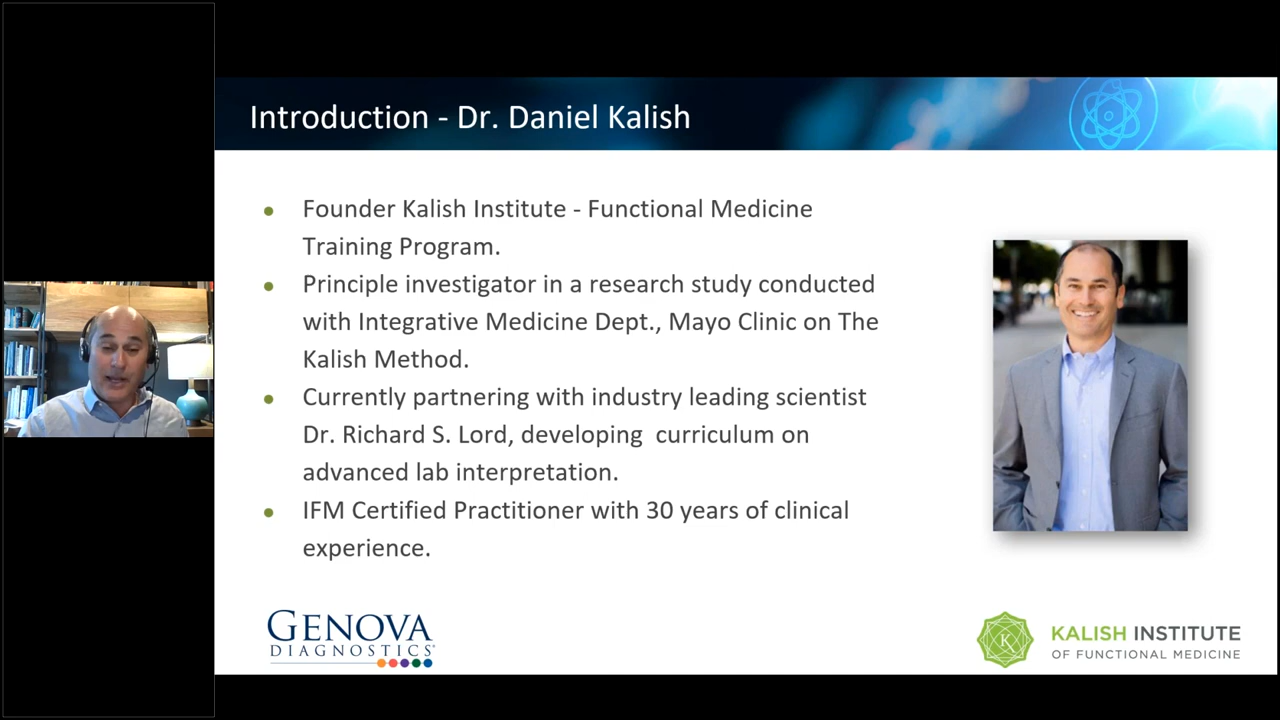 Introduction - Dr. Daniel Kalish
Founder Kalish Institute - Functional Medicine
Training Program.
Principle investigator in a research study conducted
with Integrative Medicine Dept., Mayo Clinic on The
Kalish Method.
Currently partnering with industry leading scientist
Dr. Richard S. Lord, developing  curriculum on
advanced lab interpretation.
IFM Certified Practitioner with 30 years of clinical
experience.
GENOVA
DIAGNOSTICS
K
KALISH INSTITUTE
OF FUNCTIONAL MEDICINE